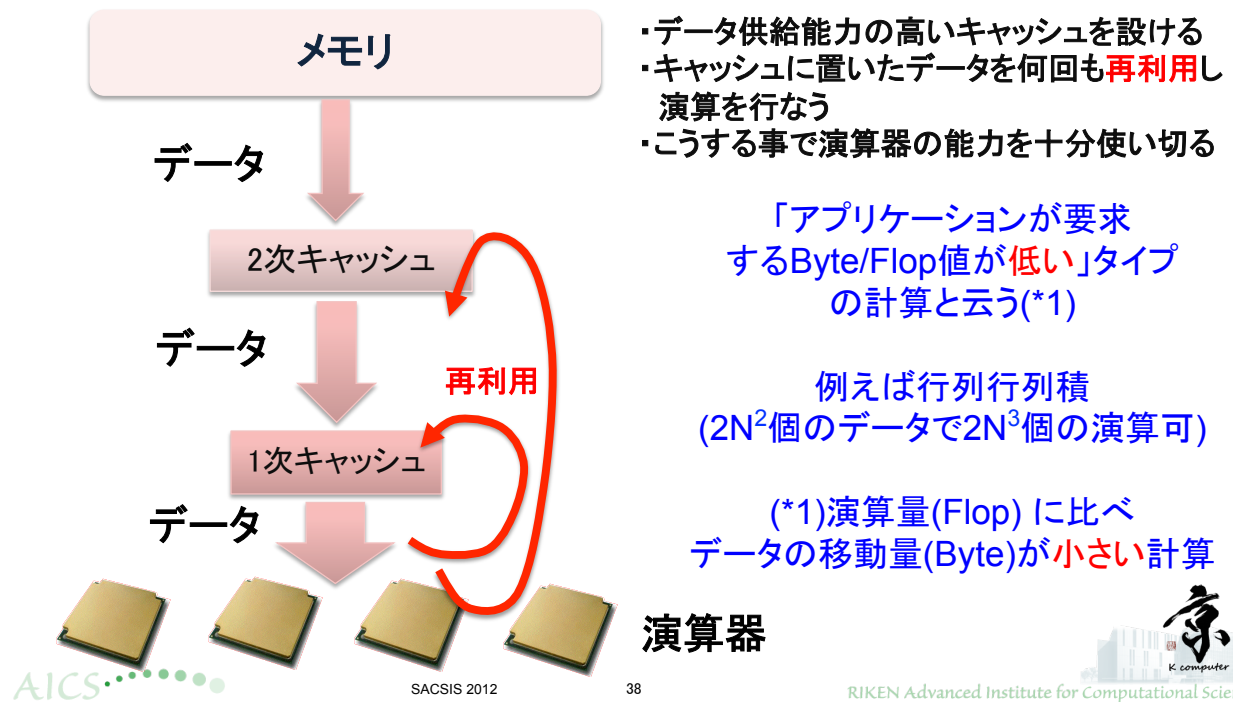 メモリ
データ
2次キャッシュ
データ
再利用
1次キャッシュ
データ
演算器
・データ供給能力の高いキャッシュを設ける
・キャッシュに置いたデータを何回も再利用し
演算を行なう
・こうする事で演算器の能力を十分使い切る
「アプリケーションが要求
するByte/Flop値が低い」タイプ
の計算と云う(*1)
例えば行列行列積
(2N²個のデータで2N³個の演算可)
(*1)演算量(Flop) に比べ
データの移動量(Byte)が小さい計算
京
K computer
AICS
SACSIS 2012
38
RIKEN Advanced Institute for Computational Scie